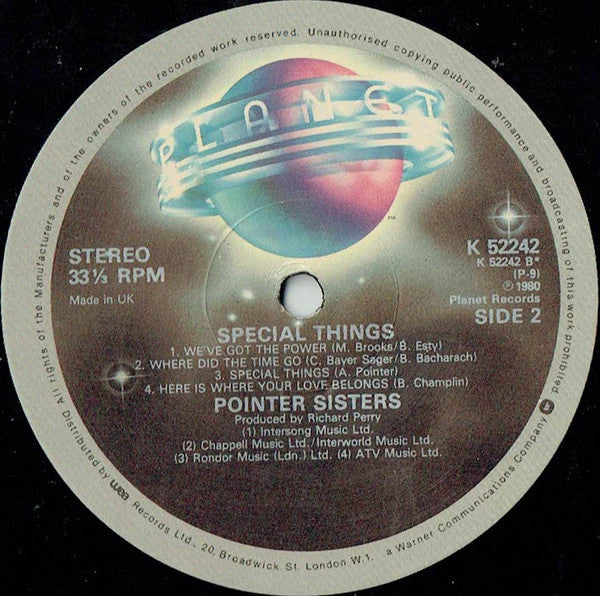 All rights of the Manufacturers and of the owners of the recorded work reserved. Unauthorised copying public performance and broadcasting of this work prohibited
PLANET
™
STEREO
33⅓ RPM
Made in UK
K 52242
K 52242 B*
(P-9)
℗ 1980
Planet Records
SIDE 2
SPECIAL THINGS
1. WE'VE GOT THE POWER (M. Brooks/B. Esty)
2. WHERE DID THE TIME GO (C. Bayer Sager/B. Bacharach)
3. SPECIAL THINGS (A. Pointer)
4. HERE IS WHERE YOUR LOVE BELONGS (B. Champlin)
POINTER SISTERS
Produced by Richard Perry
(1) Intersong Music Ltd.
(2) Chappell Music Ltd./Interworld Music Ltd.
(3) Rondor Music (Ldn.) Ltd. (4) ATV Music Ltd.
Distributed by wea Records Ltd., 20, Broadwick St. London W.1. a Warner Communications Company